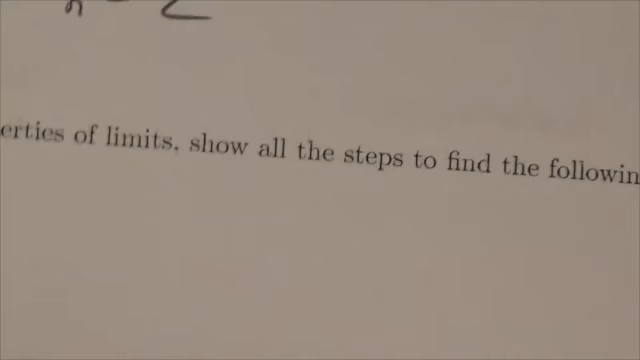 erties of limits, show all the steps to find the followin